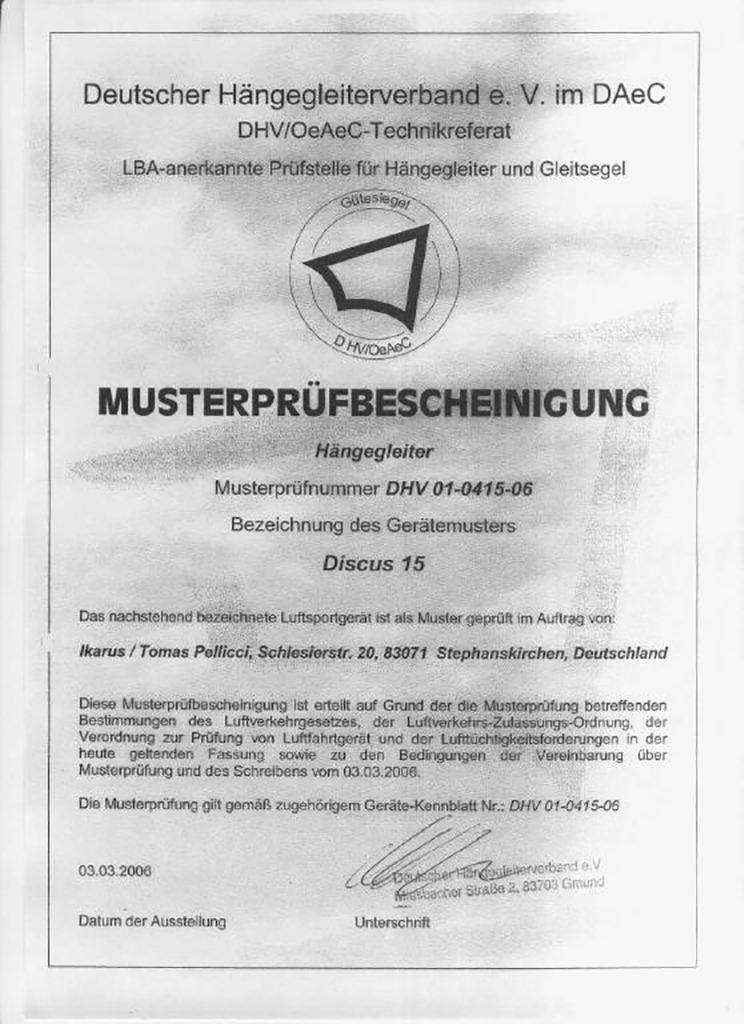 Deutscher Hängegleiterverband e. V. im DAeC
DHV/OeAeC-Technikreferat
LBA-anerkannte Prüfstelle für Hängegleiter und Gleitsegel
Gütesiegel
DHV/OeAeC
MUSTERPRÜFBESCHEINIGUNG
Hängegleiter
Musterprüfnummer DHV 01-0415-06
Bezeichnung des Gerätemusters
Discus 15
Das nachstehend bezeichnete Luftsportgerät ist als Muster geprüft im Auftrag von:
Ikarus / Tomas Pellicci, Schlesierstr. 20, 83071 Stephanskirchen, Deutschland
Diese Musterprüfbescheinigung ist erteilt auf Grund der die Musterprüfung betreffenden
Bestimmungen des Luftverkehrgesetzes, der Luftverkehrs-Zulassungs-Ordnung, der
Verordnung zur Prüfung von Luftfahrtgerät und der Lufttüchtigkeitsforderungen in der
heute geltenden Fassung sowie zu den Bedingungen der Vereinbarung über
Musterprüfung und des Schreibens vom 03.03.2006.
Die Musterprüfung gilt gemäß zugehörigem Geräte-Kennblatt Nr.: DHV 01-0415-06
Deutscher Hängegleiterverband e.V
Miesbacher Straße 2, 83703 Gmund
03.03.2006
Datum der Ausstellung
Unterschrift